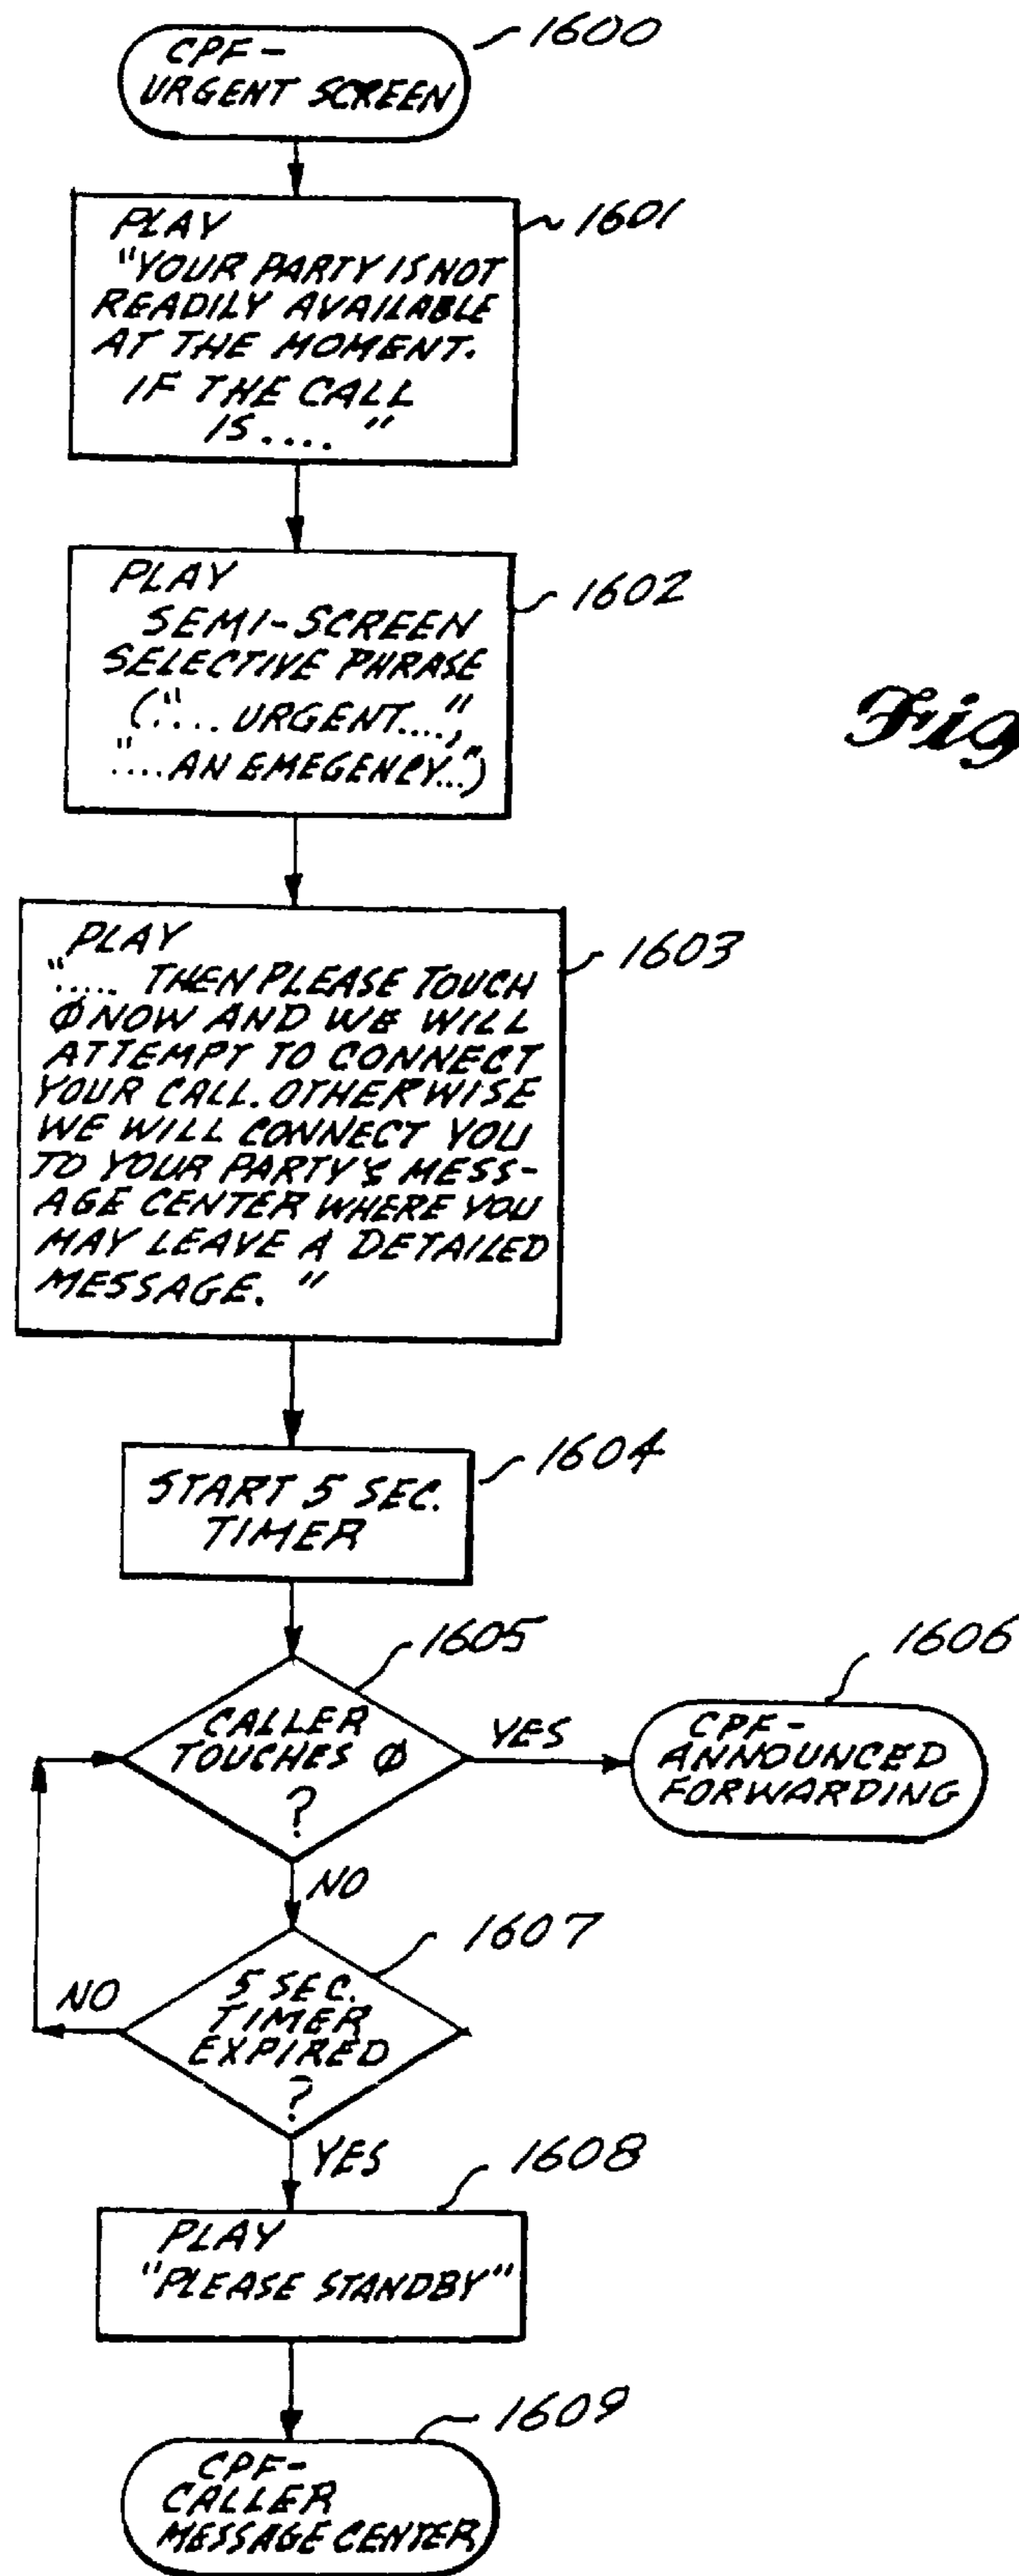 CPF-
URGENT SCREEN
1600
PLAY
"YOUR PARTY IS NOT
READILY AVAILABLE
AT THE MOMENT.
IF THE CALL
IS.... "
1601
PLAY
SEMI-SCREEN
SELECTIVE PHRASE
("... URGENT....,"
"....AN EMEGENCY...")
1602
Fig
PLAY
"..... THEN PLEASE TOUCH
Ø NOW AND WE WILL
ATTEMPT TO CONNECT
YOUR CALL. OTHERWISE
WE WILL CONNECT YOU
TO YOUR PARTY'S MESS-
AGE CENTER WHERE YOU
MAY LEAVE A DETAILED
MESSAGE. "
1603
START 5 SEC.
TIMER
1604
CALLER
TOUCHES Ø
?
1605
YES
CPF-
ANNOUNCED
FORWARDING
1606
NO
5 SEC.
TIMER
EXPIRED
?
1607
NO
YES
PLAY
"PLEASE STANDBY"
1608
CPF-
CALLER
MESSAGE CENTER
1609